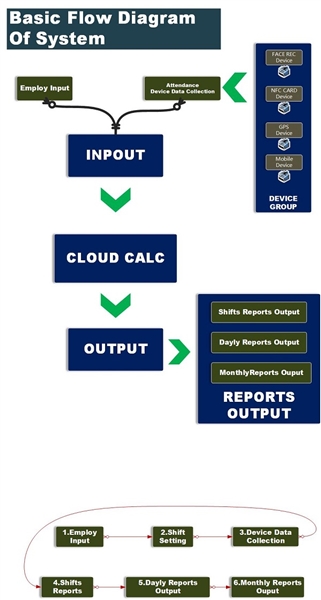 Basic Flow Diagram
Of System
Employ Input
Attendance
Device Data Collection
FACE REC
Device
NFC CARD
Device
GPS
Device
Mobile
Device
DEVICE
GROUP
INPOUT
CLOUD CALC
OUTPUT
Shifts Reports Output
Dayly Reports Output
MonthlyReports Ouput
REPORTS
OUTPUT
1.Employ
Input
2.Shift
Setting
3.Device Data
Collection
4.Shifts
Reports
5.Dayly Reports
Output
6.Monthly Reports
Ouput